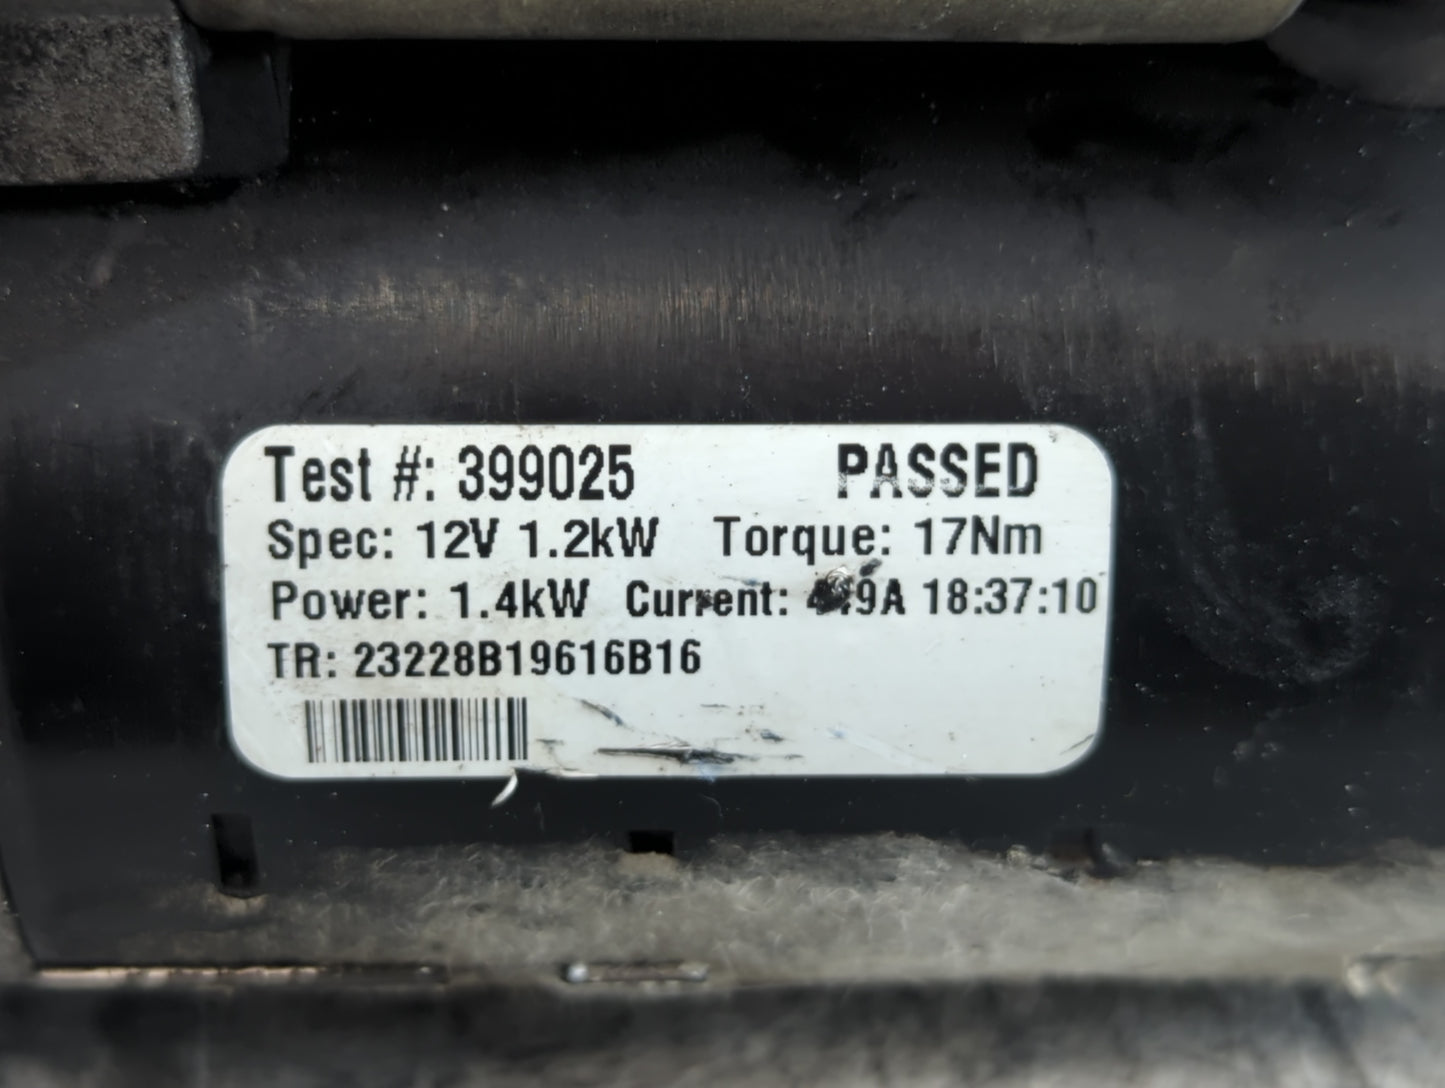 Test #: 399025 PASSED
Spec: 12V 1.2kW Torque: 17Nm
Power: 1.4kW Current: 18:37:10
TR: 23228B19616B16